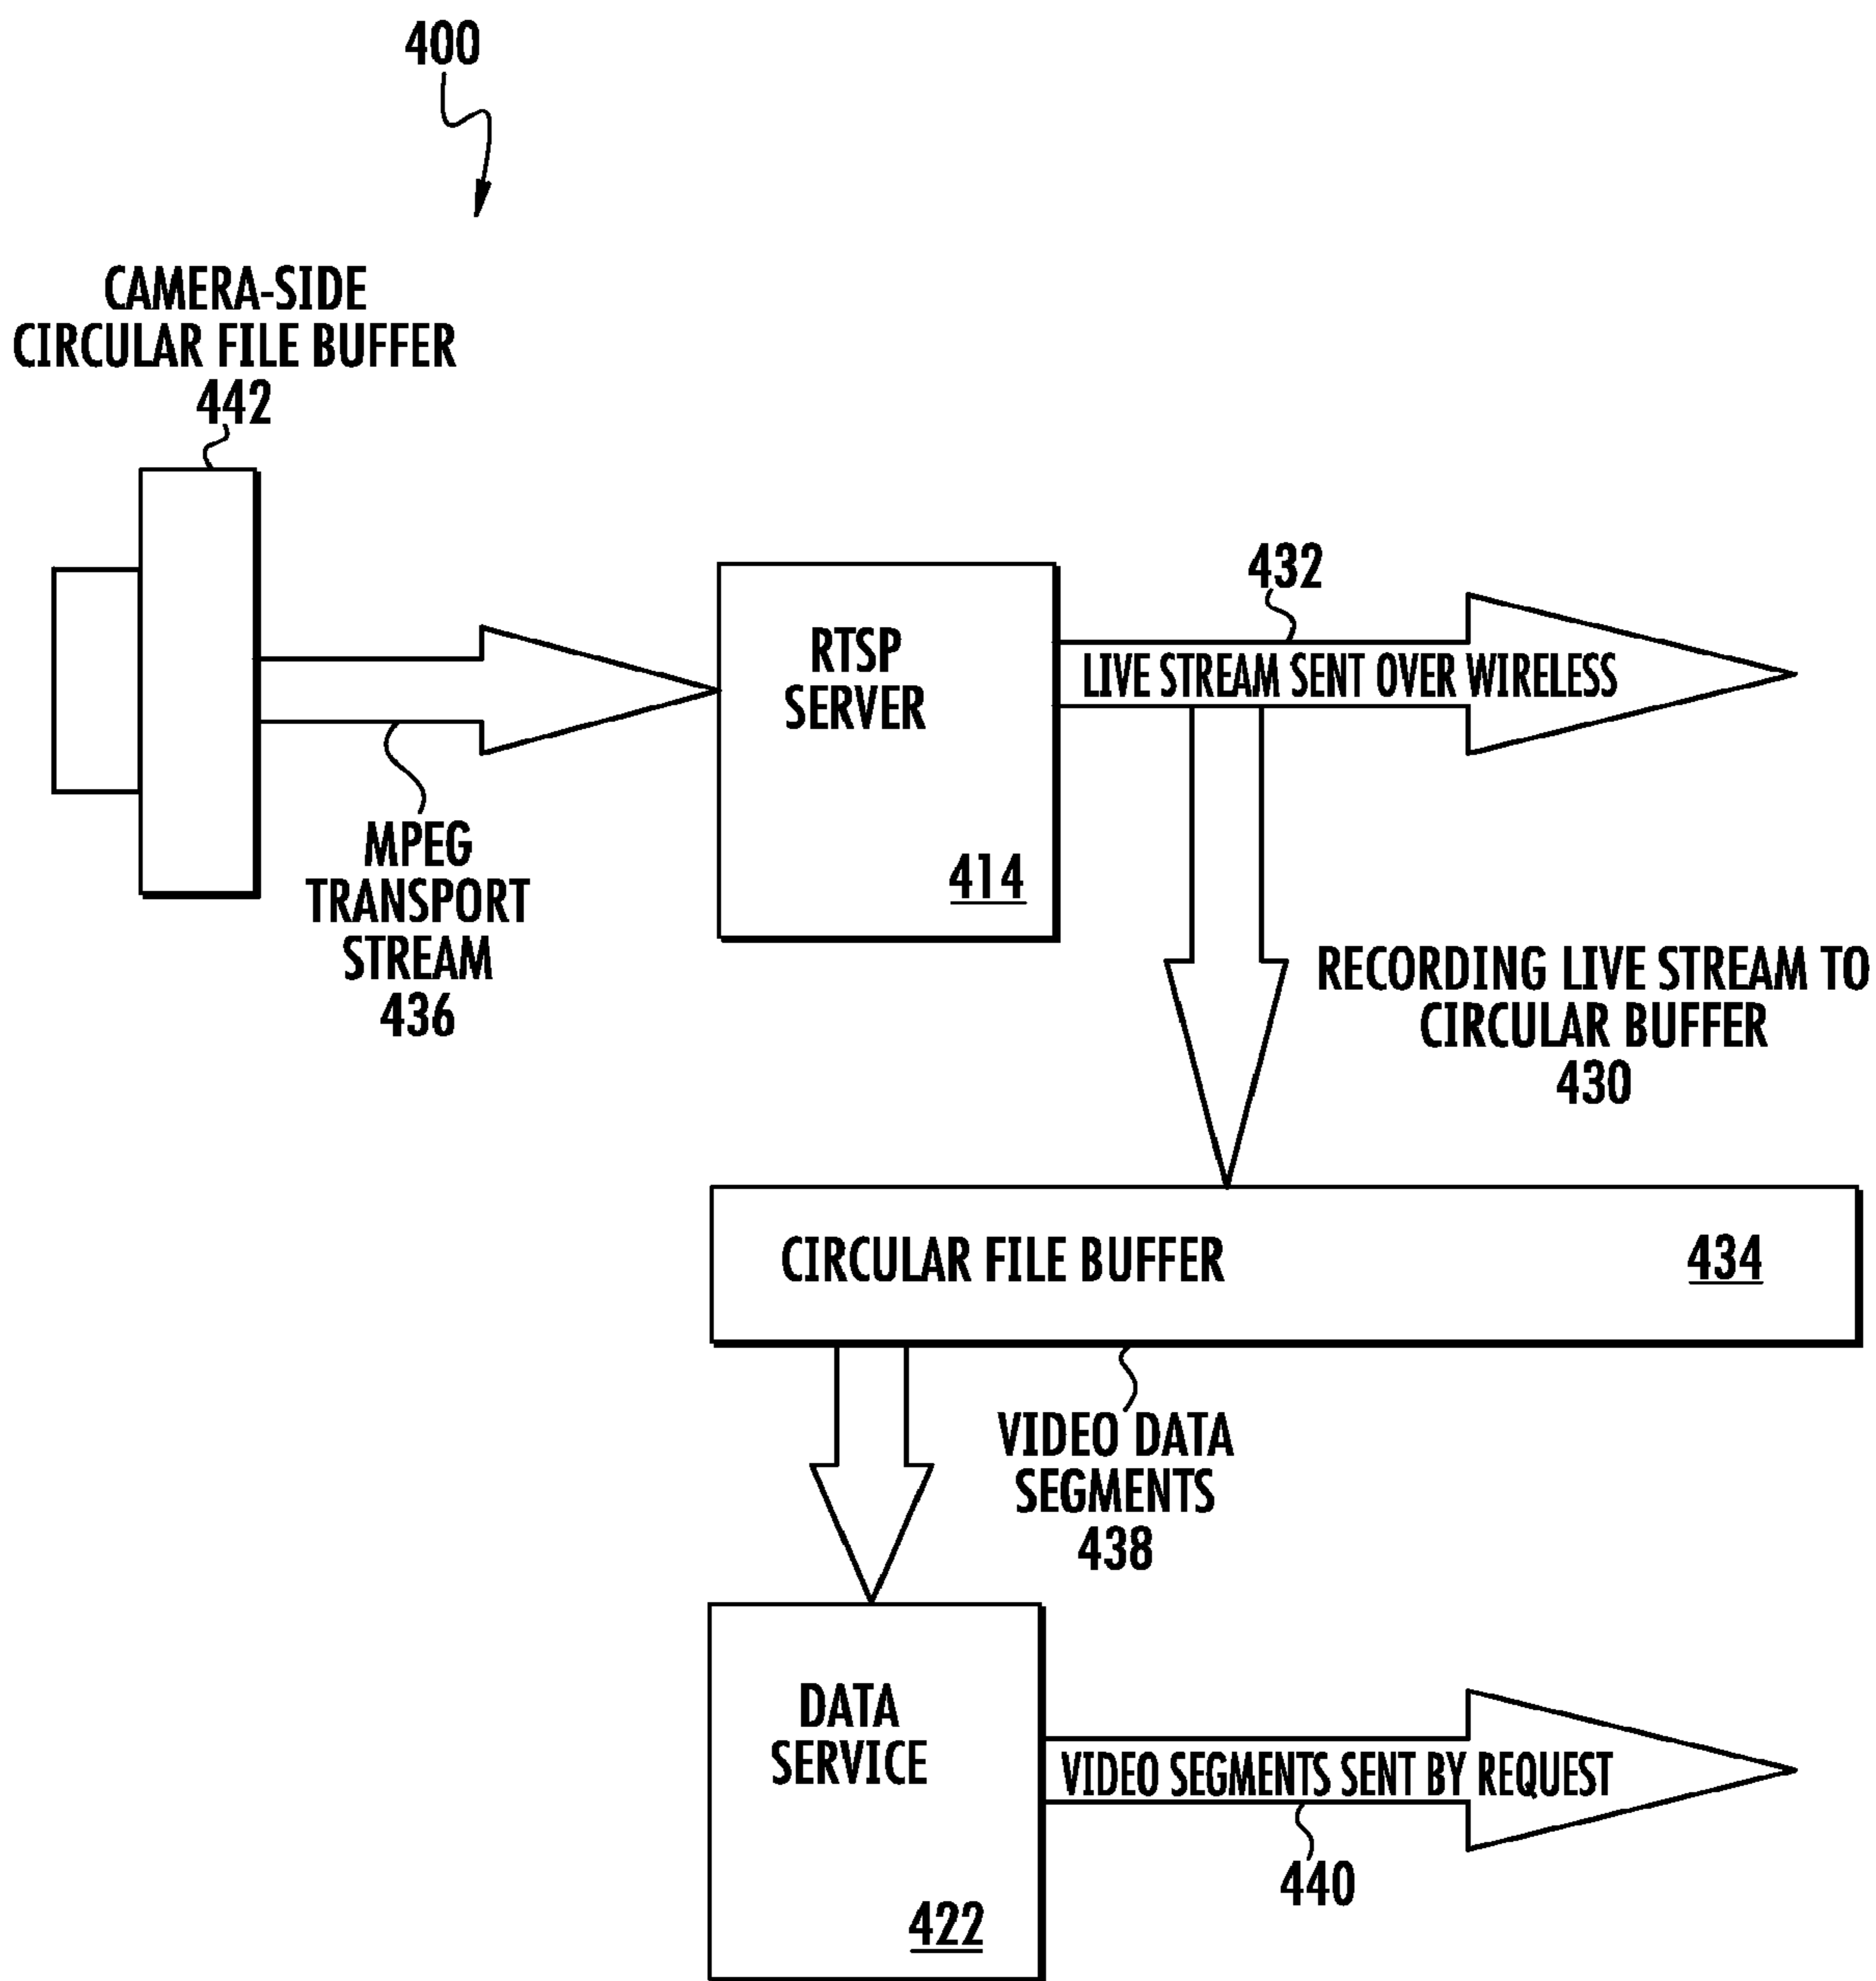 400
CAMERA-SIDE
CIRCULAR FILE BUFFER
442
432
RTSP
SERVER
414
LIVE STREAM SENT OVER WIRELESS
MPEG
TRANSPORT
STREAM
436
RECORDING LIVE STREAM TO
CIRCULAR BUFFER
430
CIRCULAR FILE BUFFER
434
VIDEO DATA
SEGMENTS
438
DATA
SERVICE
422
VIDEO SEGMENTS SENT BY REQUEST
440